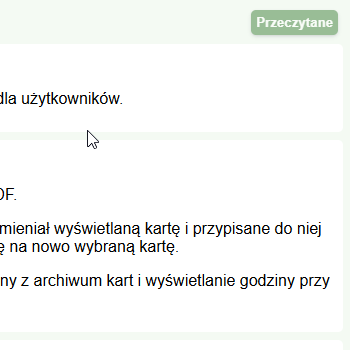 Przeczytane
dla użytkowników.
DF.
mieniał wyświetlaną kartę i przypisane do niej
ę na nowo wybraną kartę.
ny z archiwum kart i wyświetlanie godziny przy